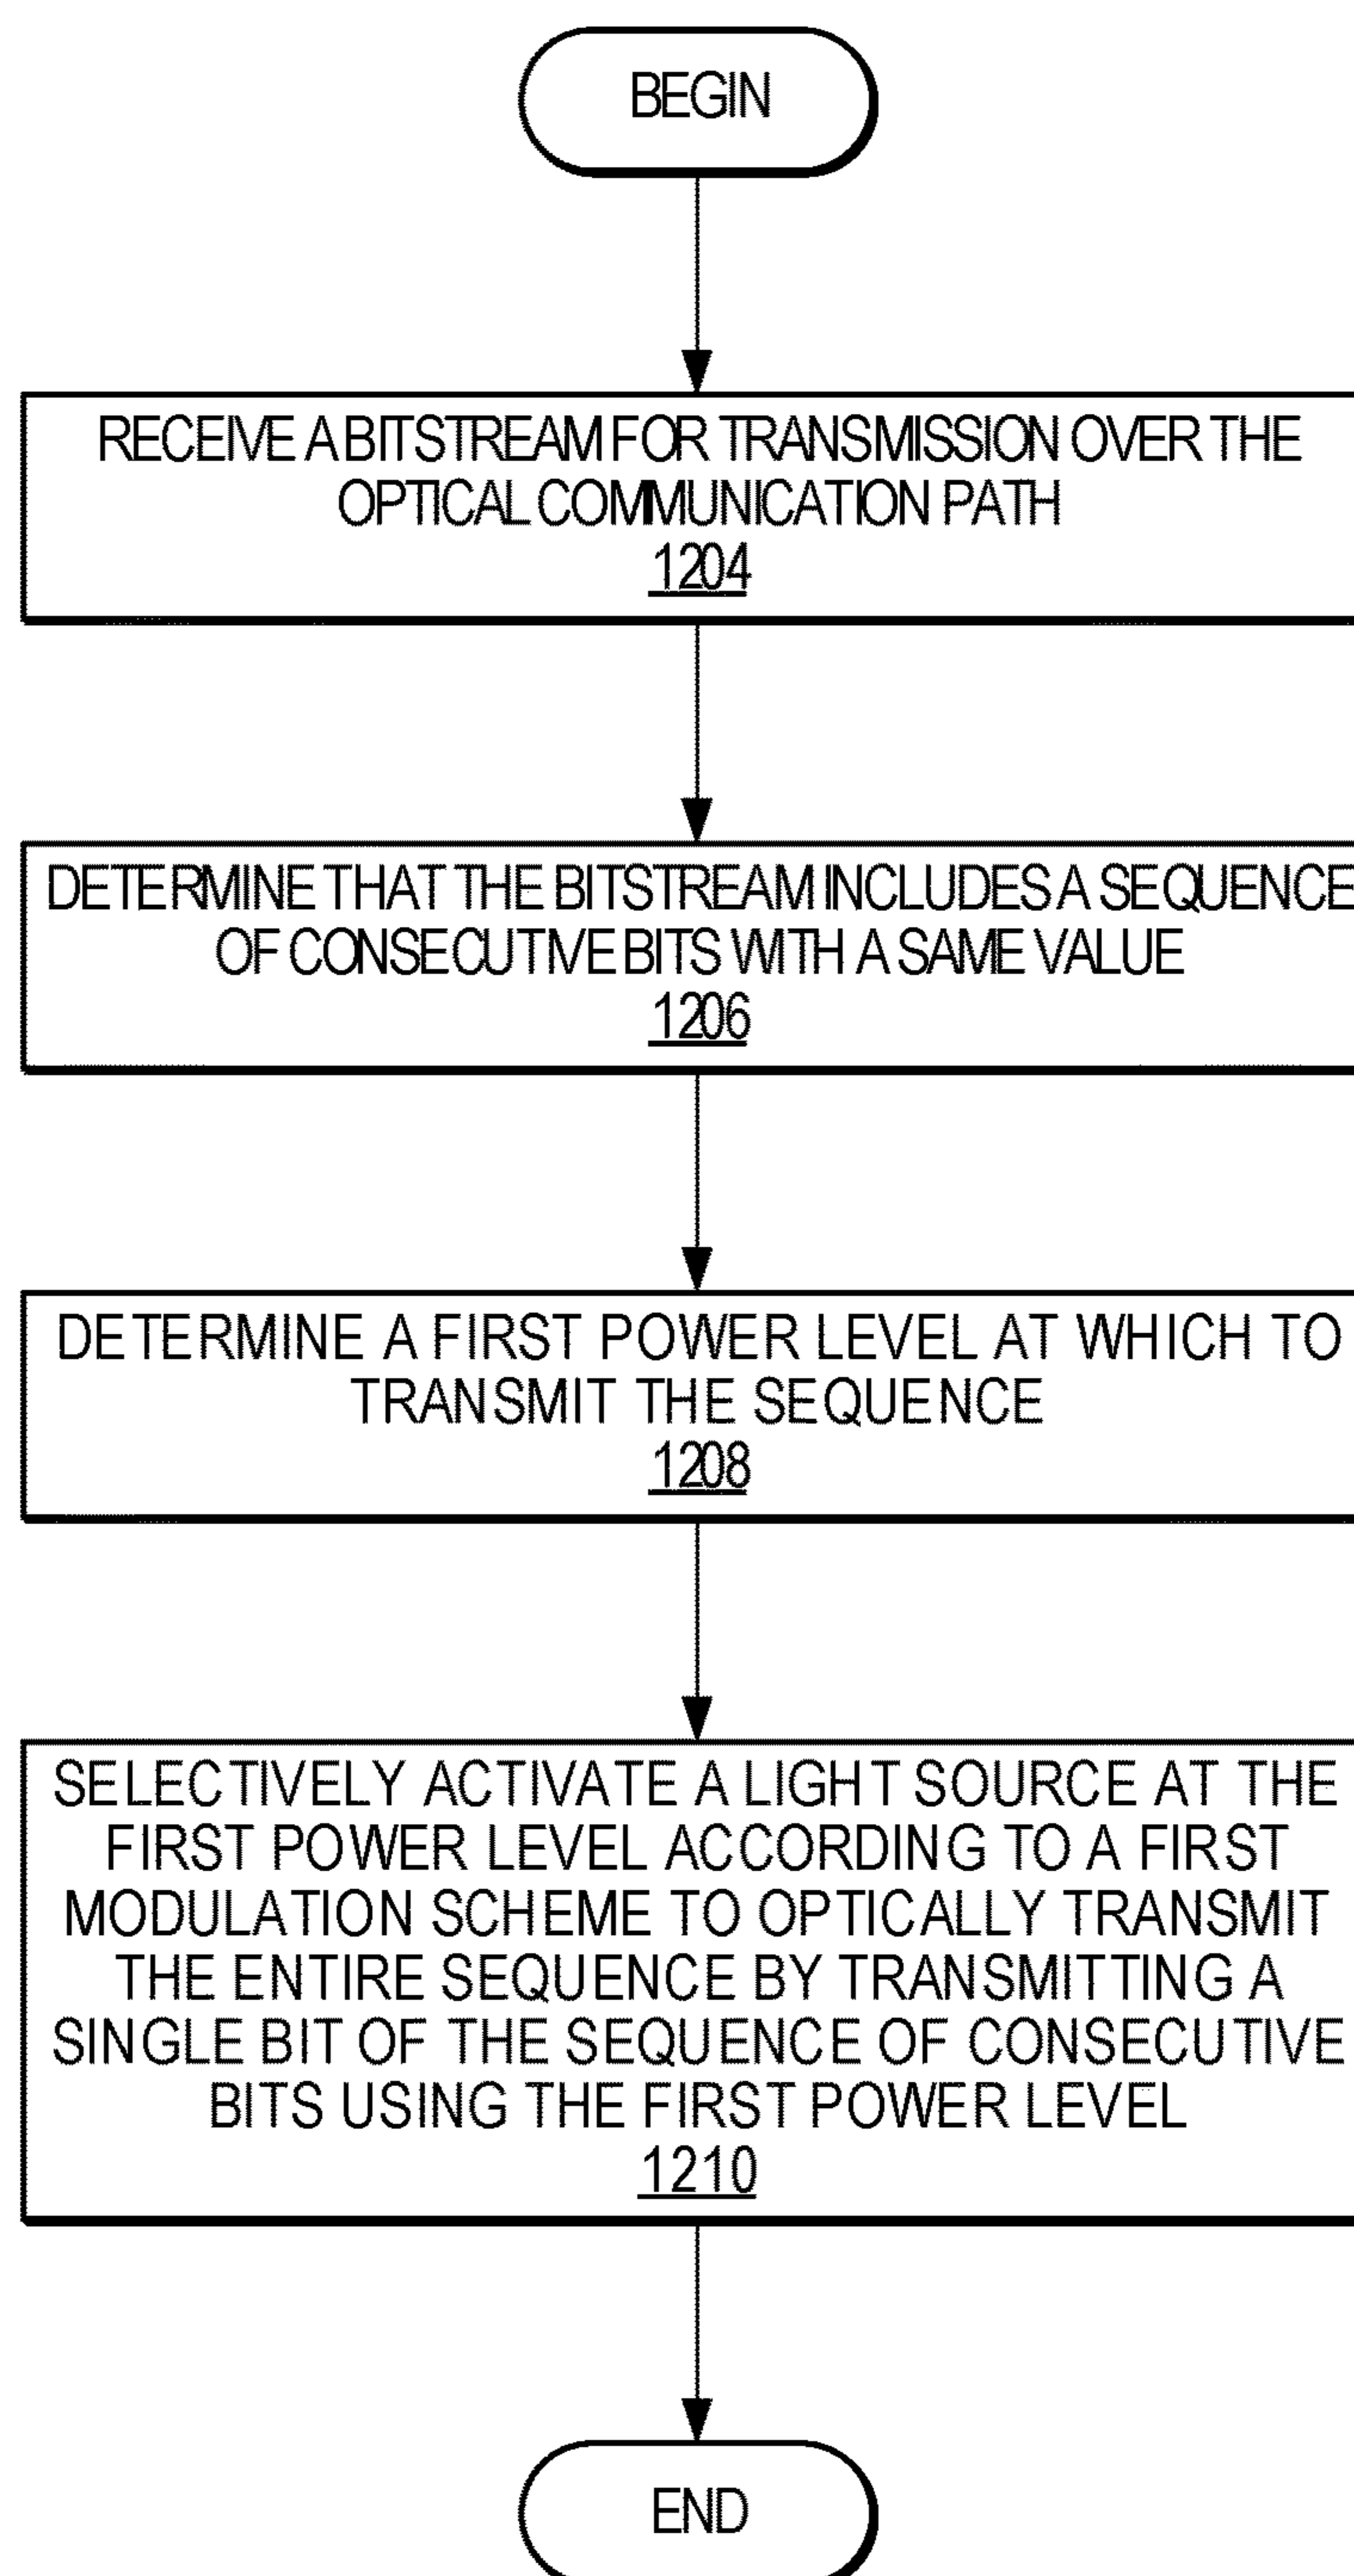 BEGIN
RECEIVE A BITSTREAM FOR TRANSMISSION OVER THE
OPTICAL COMMUNICATION PATH
1204
DETERMINE THAT THE BITSTREAM INCLUDES A SEQUENCE
OF CONSECUTIVE BITS WITH A SAME VALUE
1206
DETERMINE A FIRST POWER LEVEL AT WHICH TO
TRANSMIT THE SEQUENCE
1208
SELECTIVELY ACTIVATE A LIGHT SOURCE AT THE
FIRST POWER LEVEL ACCORDING TO A FIRST
MODULATION SCHEME TO OPTICALLY TRANSMIT
THE ENTIRE SEQUENCE BY TRANSMITTING A
SINGLE BIT OF THE SEQUENCE OF CONSECUTIVE
BITS USING THE FIRST POWER LEVEL
1210
END